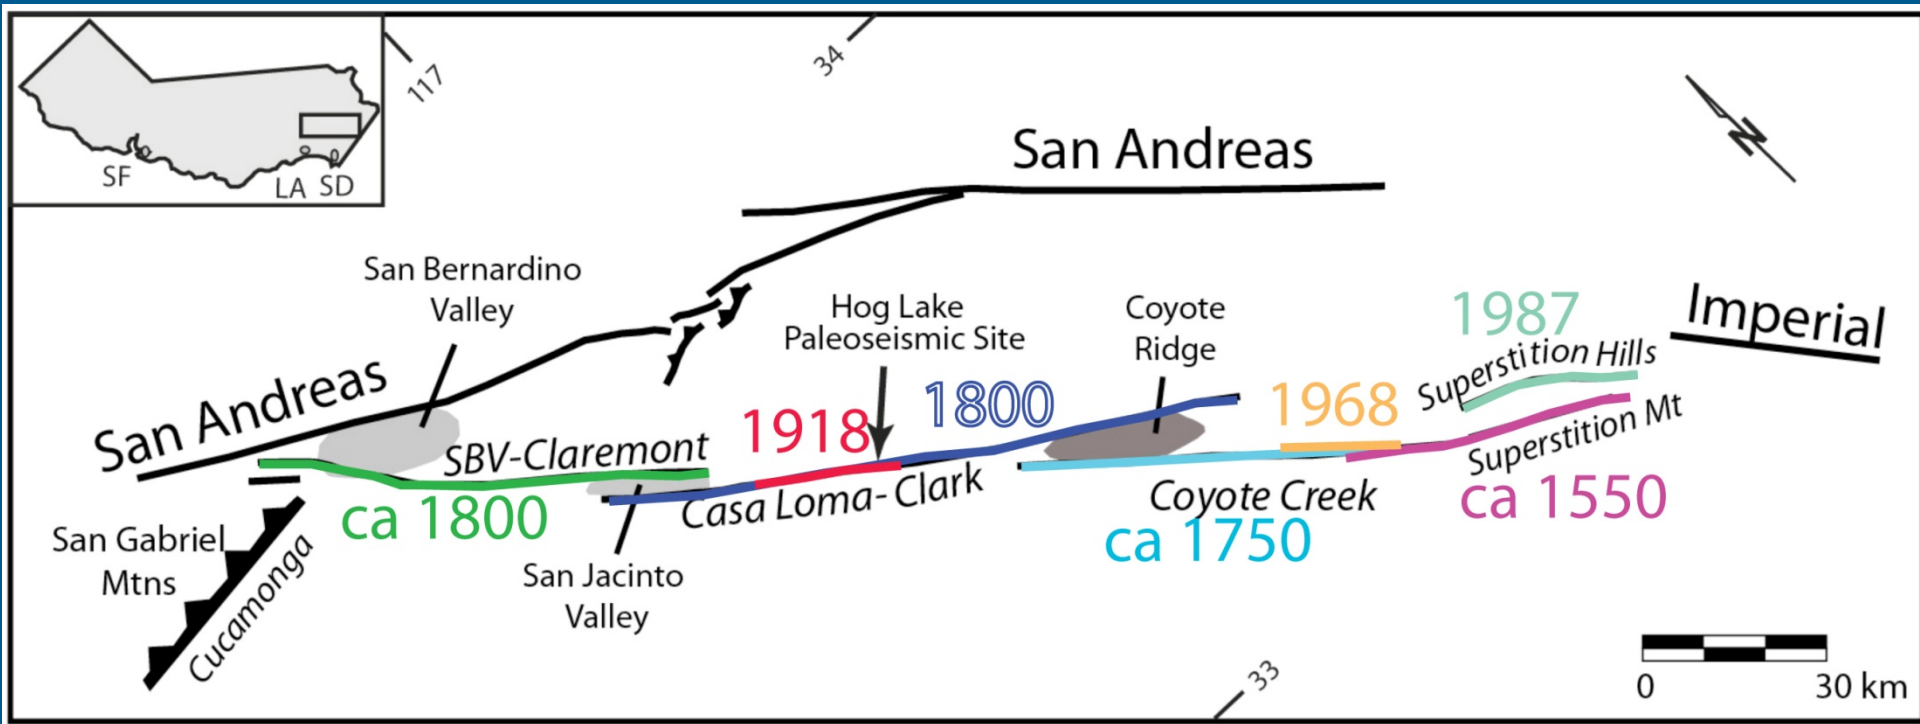 SF
LA SD
117
34
San Andreas
San Bernardino
Valley
Hog Lake
Paleoseismic Site
Coyote
Ridge
1987
Imperial
Superstition Hills
San Andreas
1918
1800
1968
SBV-Claremont
Superstition Mt
Casa Loma-Clark
Coyote Creek
ca 1550
ca 1800
ca 1750
San Gabriel
Mtns
Cucamonga
San Jacinto
Valley
33
N
0 30 km